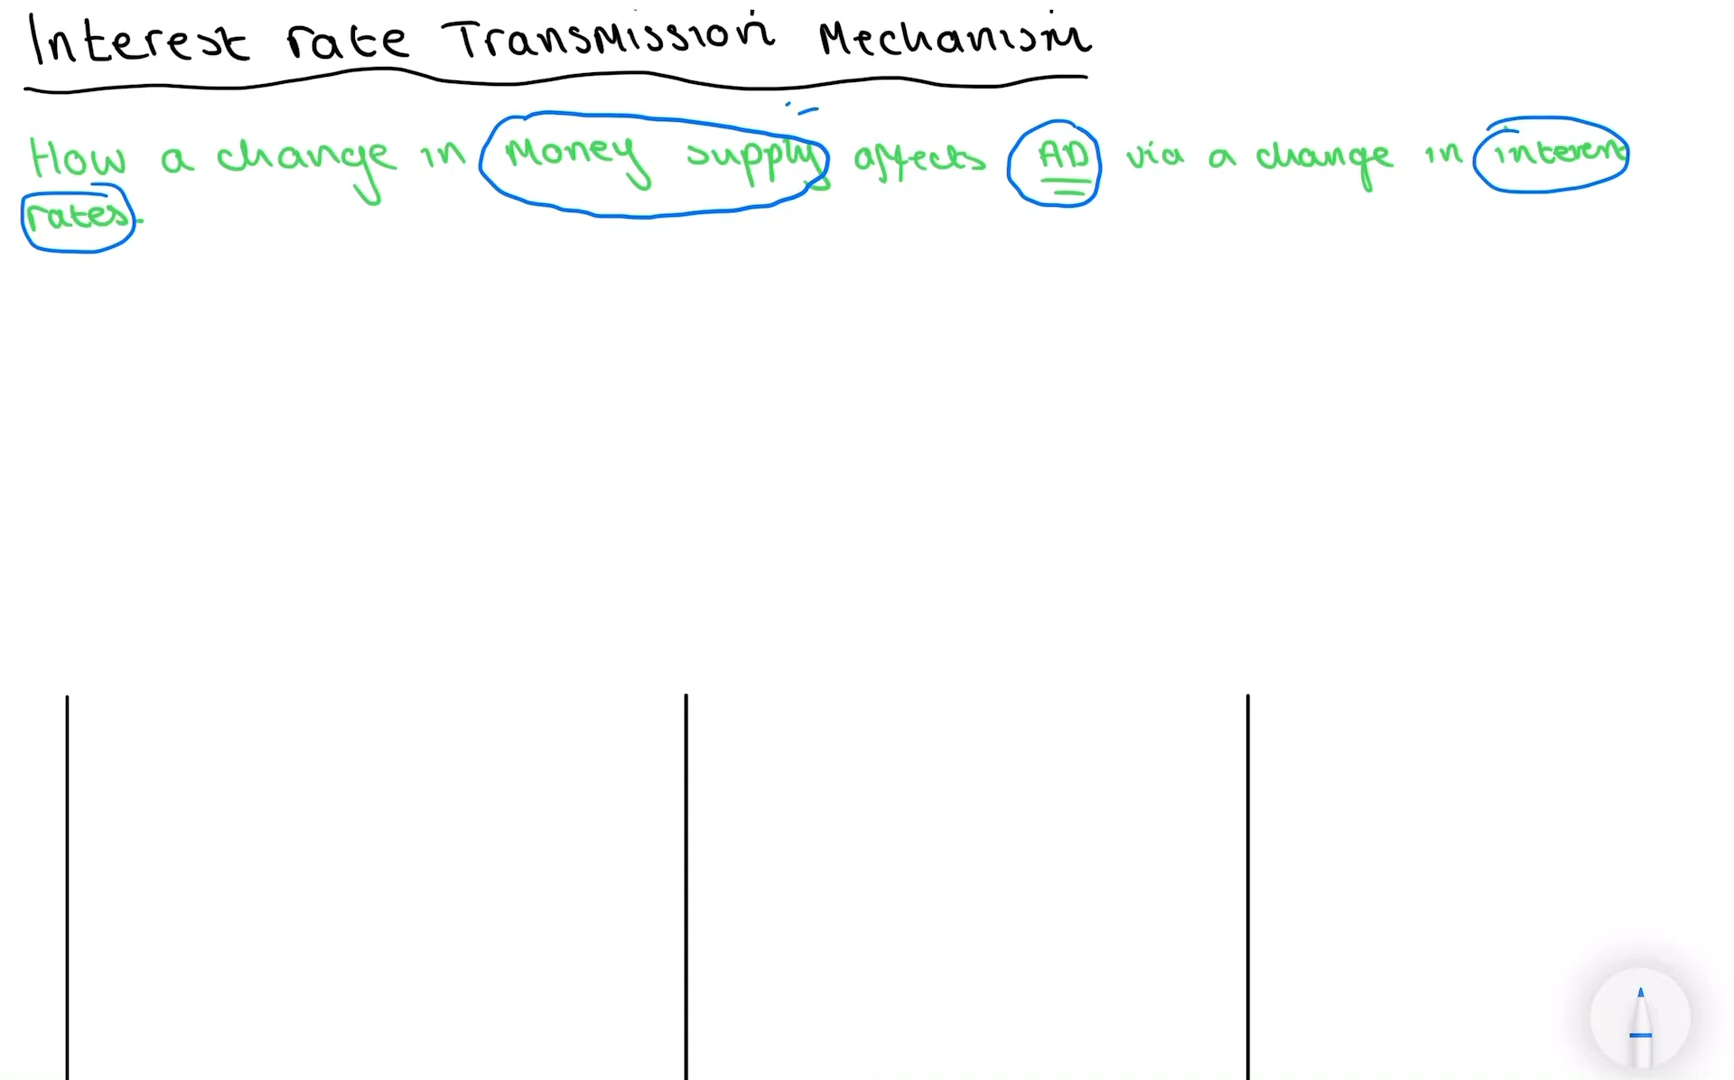 Interest rate Transmission Mechanism
How a change in Money supply affects AD via a change in interest
rates.